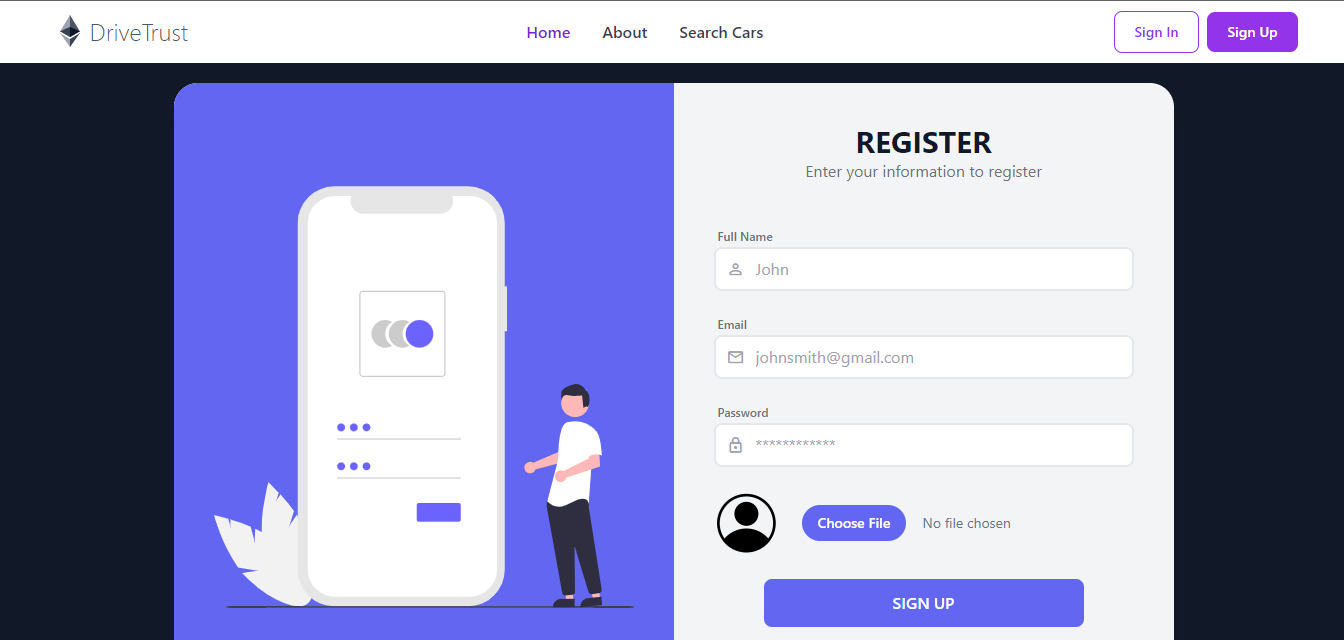 DriveTrust
Home About Search Cars
Sign In Sign Up
REGISTER
Enter your information to register
Full Name
John
Email
johnsmith@gmail.com
Password
************
Choose File No file chosen
SIGN UP